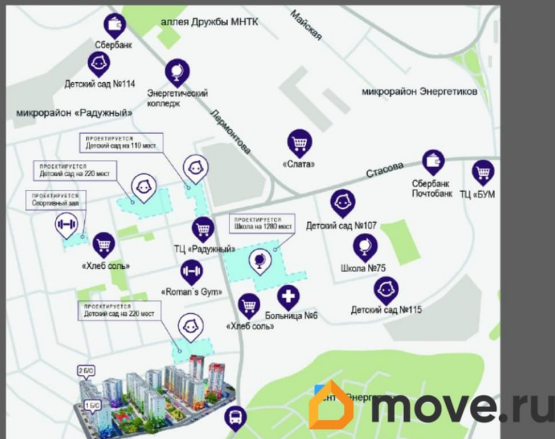 аллея Дружбы МНТК
Майская
Сбербанк
Детский сад №114
Энергетический
колледж
микрорайон Энергетиков
микрорайон «Радужный»
Лермонтова
ПРОЕКТИРУЕТСЯ
Детский сад на 110 мест
«Слата»
ПРОЕКТИРУЕТСЯ
Детский сад на 220 мест
Стасова
Сбербанк
Почтобанк
ТЦ «БУМ
ПРОЕКТИРУЕТСЯ
ПРОЕКТИРУЕТСЯ
Школа на 1280 мест
Детский сад №107
«Хлеб соль»
ТЦ «Радужный»
Школа №75
«Roman`s Gym»
ПРОЕКТИРУЕТСЯ
Детский сад на 220 мест
«Хлеб соль»
Больница №6
Детский сад №115
2 Б/С
1 Б/С
move.ru